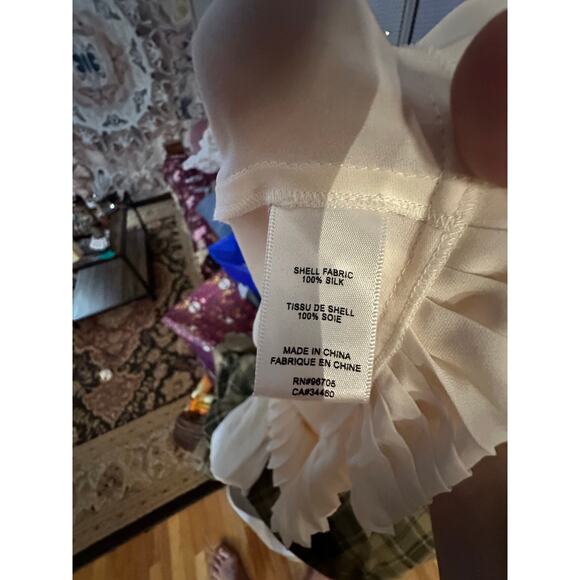 SHELL FABRIC
100% SILK
TISSU DE SHELL
100% SOIE
MADE IN CHINA
FABRIQUE EN CHINE
RN#96705
CA#34460